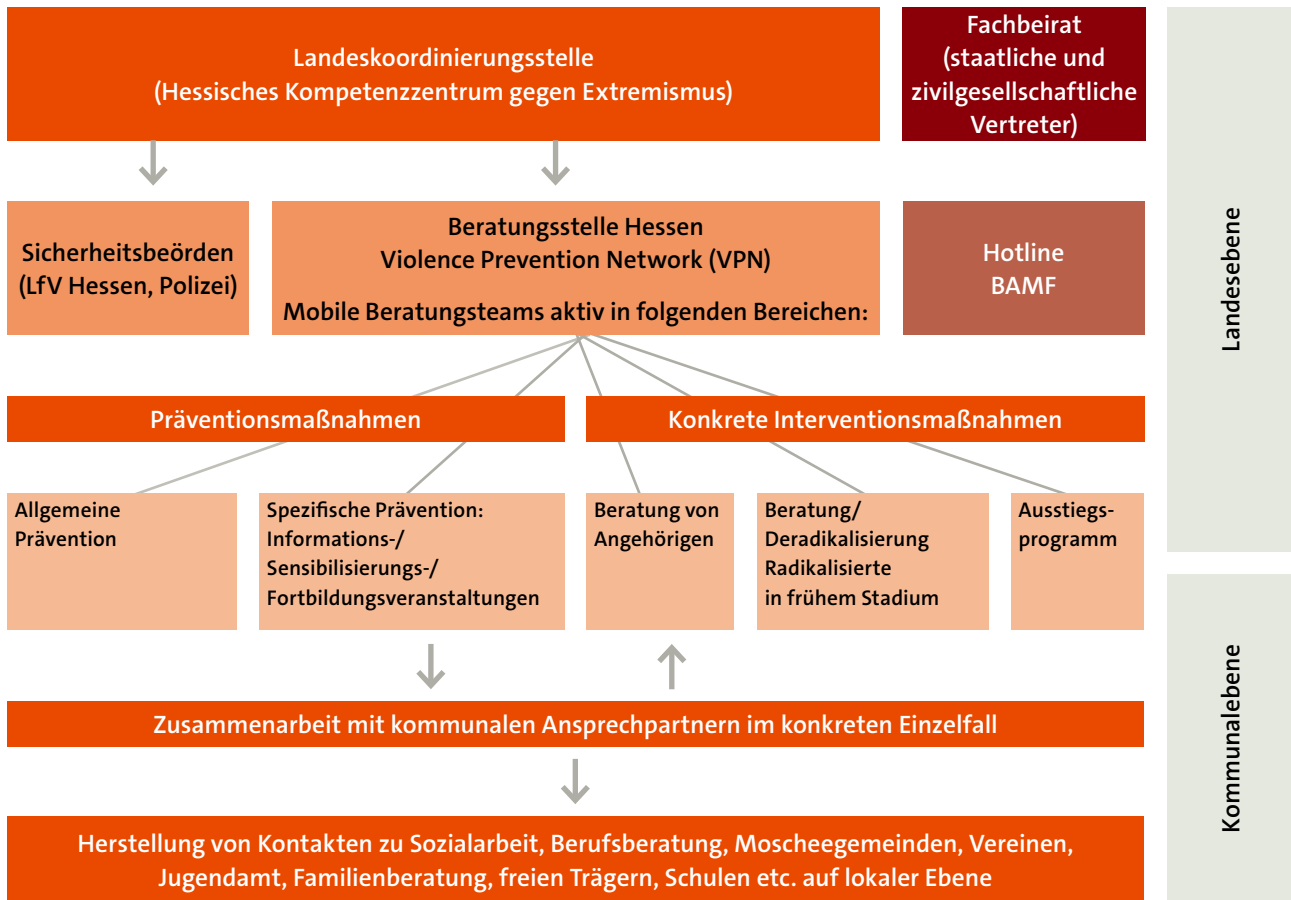 Landeskoordinierungsstelle
(Hessisches Kompetenzzentrum gegen Extremismus)
Fachbeirat
(staatliche und
zivilgesellschaftliche
Vertreter)
Landesebene
Sicherheitsbeörden
(LfV Hessen, Polizei)
Beratungsstelle Hessen
Violence Prevention Network (VPN)
Mobile Beratungsteams aktiv in folgenden Bereichen:
Hotline
BAMF
Präventionsmaßnahmen
Konkrete Interventionsmaßnahmen
Allgemeine
Prävention
Spezifische Prävention:
Informations-/
Sensibilisierungs-/
Fortbildungsveranstaltungen
Beratung von
Angehörigen
Beratung/
Deradikalisierung
Radikalisierte
in frühem Stadium
Ausstiegs-
programm
Kommunalebene
Zusammenarbeit mit kommunalen Ansprechpartnern im konkreten Einzelfall
Herstellung von Kontakten zu Sozialarbeit, Berufsberatung, Moscheegemeinden, Vereinen,
Jugendamt, Familienberatung, freien Trägern, Schulen etc. auf lokaler Ebene